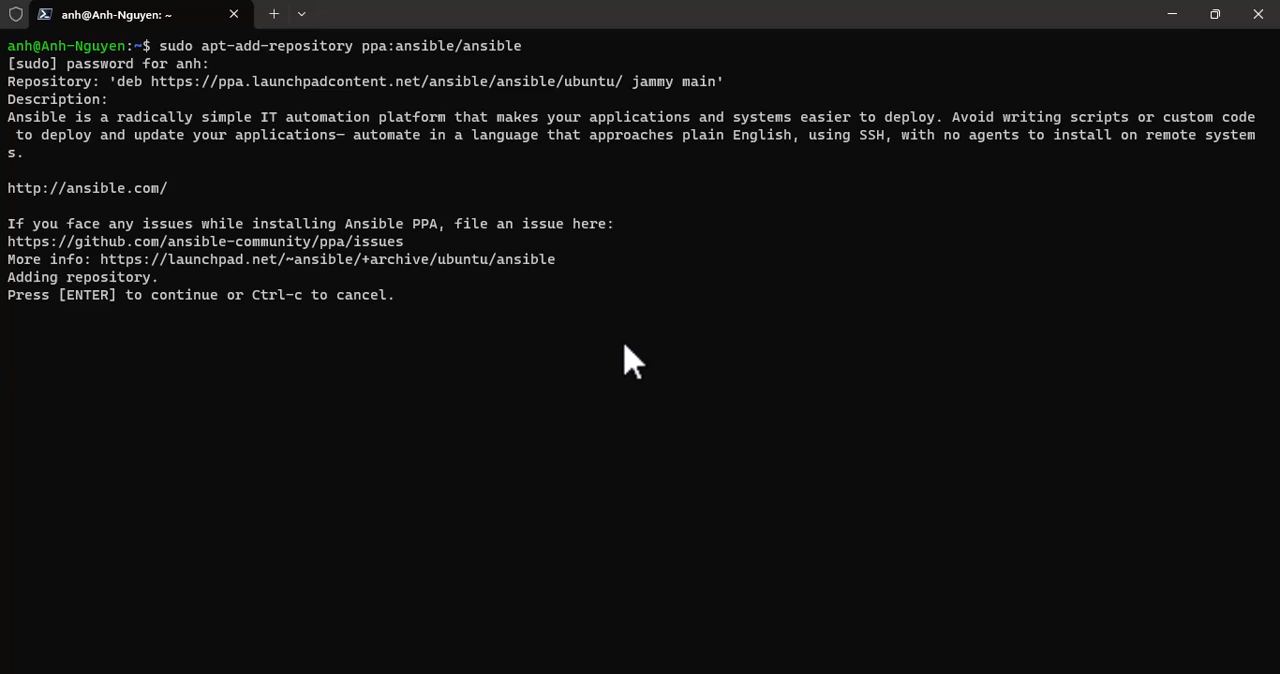 anh@Anh-Nguyen: ~
anh@Anh-Nguyen:~$ sudo apt-add-repository ppa:ansible/ansible
[sudo] password for anh:
Repository: 'deb https://ppa.launchpadcontent.net/ansible/ansible/ubuntu/ jammy main'
Description:
Ansible is a radically simple IT automation platform that makes your applications and systems easier to deploy. Avoid writing scripts or custom code
 to deploy and update your applications— automate in a language that approaches plain English, using SSH, with no agents to install on remote system
s.
http://ansible.com/
If you face any issues while installing Ansible PPA, file an issue here:
https://github.com/ansible-community/ppa/issues
More info: https://launchpad.net/~ansible/+archive/ubuntu/ansible
Adding repository.
Press [ENTER] to continue or Ctrl-c to cancel.